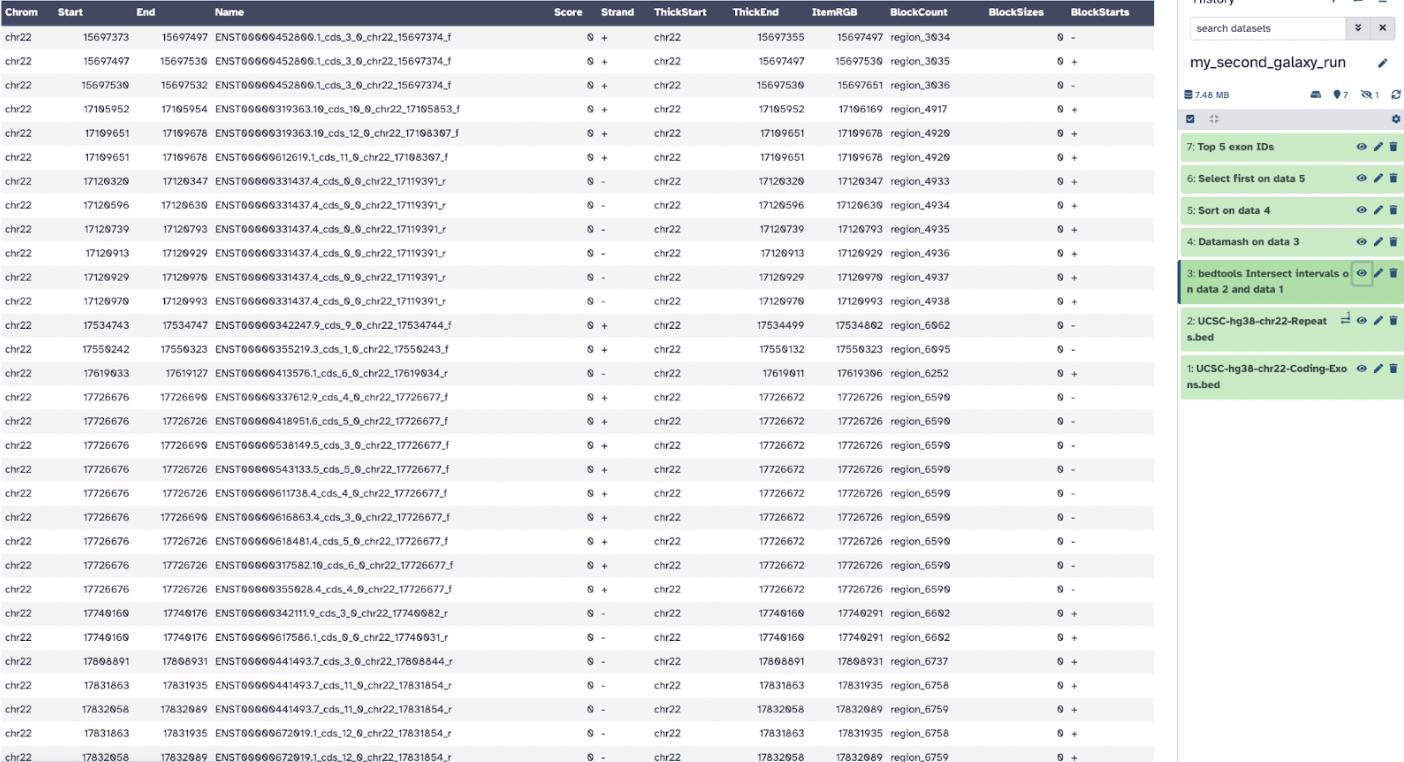 Chrom Start End Name Score Strand ThickStart ThickEnd ItemRGB BlockCount BlockSizes BlockStarts
chr22 15697373 15697497 ENST00000452800.1_cds_3_0_chr22_15697374_f 0 + chr22 15697355 15697497 region_3034 0 -
chr22 15697497 15697530 ENST00000452800.1_cds_3_0_chr22_15697374_f 0 + chr22 15697497 15697530 region_3035 0 +
chr22 15697530 15697532 ENST00000452800.1_cds_3_0_chr22_15697374_f 0 + chr22 15697530 15697651 region_3036 0 -
chr22 17105952 17105954 ENST00000319363.10_cds_10_0_chr22_17105853_f 0 + chr22 17105952 17106169 region_4917 0 +
chr22 17109651 17109678 ENST00000319363.10_cds_12_0_chr22_17108307_f 0 + chr22 17109651 17109678 region_4920 0 +
chr22 17109651 17109678 ENST00000612619.1_cds_11_0_chr22_17108307_f 0 + chr22 17109651 17109678 region_4920 0 +
chr22 17120320 17120347 ENST00000331437.4_cds_0_0_chr22_17119391_r 0 - chr22 17120320 17120347 region_4933 0 +
chr22 17120596 17120630 ENST00000331437.4_cds_0_0_chr22_17119391_r 0 - chr22 17120596 17120630 region_4934 0 +
chr22 17120739 17120793 ENST00000331437.4_cds_0_0_chr22_17119391_r 0 - chr22 17120739 17120793 region_4935 0 +
chr22 17120913 17120929 ENST00000331437.4_cds_0_0_chr22_17119391_r 0 - chr22 17120913 17120929 region_4936 0 +
chr22 17120929 17120970 ENST00000331437.4_cds_0_0_chr22_17119391_r 0 - chr22 17120929 17120970 region_4937 0 +
chr22 17120970 17120993 ENST00000331437.4_cds_0_0_chr22_17119391_r 0 - chr22 17120970 17120993 region_4938 0 +
chr22 17534743 17534747 ENST00000342247.9_cds_9_0_chr22_17534744_f 0 + chr22 17534499 17534802 region_6062 0 -
chr22 17550242 17550323 ENST00000355219.3_cds_1_0_chr22_17550243_f 0 + chr22 17550132 17550323 region_6095 0 -
chr22 17619033 17619127 ENST00000413576.1_cds_6_0_chr22_17619034_r 0 - chr22 17619011 17619306 region_6252 0 +
chr22 17726676 17726690 ENST00000337612.9_cds_4_0_chr22_17726677_f 0 + chr22 17726672 17726726 region_6590 0 -
chr22 17726676 17726726 ENST00000418951.6_cds_5_0_chr22_17726677_f 0 + chr22 17726672 17726726 region_6590 0 -
chr22 17726676 17726690 ENST00000538149.5_cds_3_0_chr22_17726677_f 0 + chr22 17726672 17726726 region_6590 0 -
chr22 17726676 17726726 ENST00000543133.5_cds_5_0_chr22_17726677_f 0 + chr22 17726672 17726726 region_6590 0 -
chr22 17726676 17726726 ENST00000611738.4_cds_4_0_chr22_17726677_f 0 + chr22 17726672 17726726 region_6590 0 -
chr22 17726676 17726690 ENST00000616863.4_cds_3_0_chr22_17726677_f 0 + chr22 17726672 17726726 region_6590 0 -
chr22 17726676 17726726 ENST00000618481.4_cds_5_0_chr22_17726677_f 0 + chr22 17726672 17726726 region_6590 0 -
chr22 17726676 17726726 ENST00000317582.10_cds_6_0_chr22_17726677_f 0 + chr22 17726672 17726726 region_6590 0 -
chr22 17726676 17726726 ENST00000355028.4_cds_4_0_chr22_17726677_f 0 + chr22 17726672 17726726 region_6590 0 -
chr22 17740160 17740176 ENST00000342111.9_cds_3_0_chr22_17740082_r 0 - chr22 17740160 17740291 region_6602 0 +
chr22 17740160 17740176 ENST00000617586.1_cds_0_0_chr22_17740031_r 0 - chr22 17740160 17740291 region_6602 0 +
chr22 17808891 17808931 ENST00000441493.7_cds_3_0_chr22_17808844_r 0 - chr22 17808891 17808931 region_6737 0 +
chr22 17831863 17831935 ENST00000441493.7_cds_11_0_chr22_17831854_r 0 - chr22 17831863 17831935 region_6758 0 +
chr22 17832058 17832089 ENST00000441493.7_cds_11_0_chr22_17831854_r 0 - chr22 17832058 17832089 region_6759 0 +
chr22 17831863 17831935 ENST00000672019.1_cds_12_0_chr22_17831854_r 0 - chr22 17831863 17831935 region_6758 0 +
chr22 17832058 17832089 ENST00000672019.1_cds_12_0_chr22_17831854_r 0 - chr22 17832058 17832089 region_6759 0 +
History
search datasets
my_second_galaxy_run
7.48 MB 7 1
7: Top 5 exon IDs
6: Select first on data 5
5: Sort on data 4
4: Datamash on data 3
3: bedtools Intersect intervals o
n data 2 and data 1
2: UCSC-hg38-chr22-Repeat
s.bed
1
1: UCSC-hg38-chr22-Coding-Exo
ns.bed